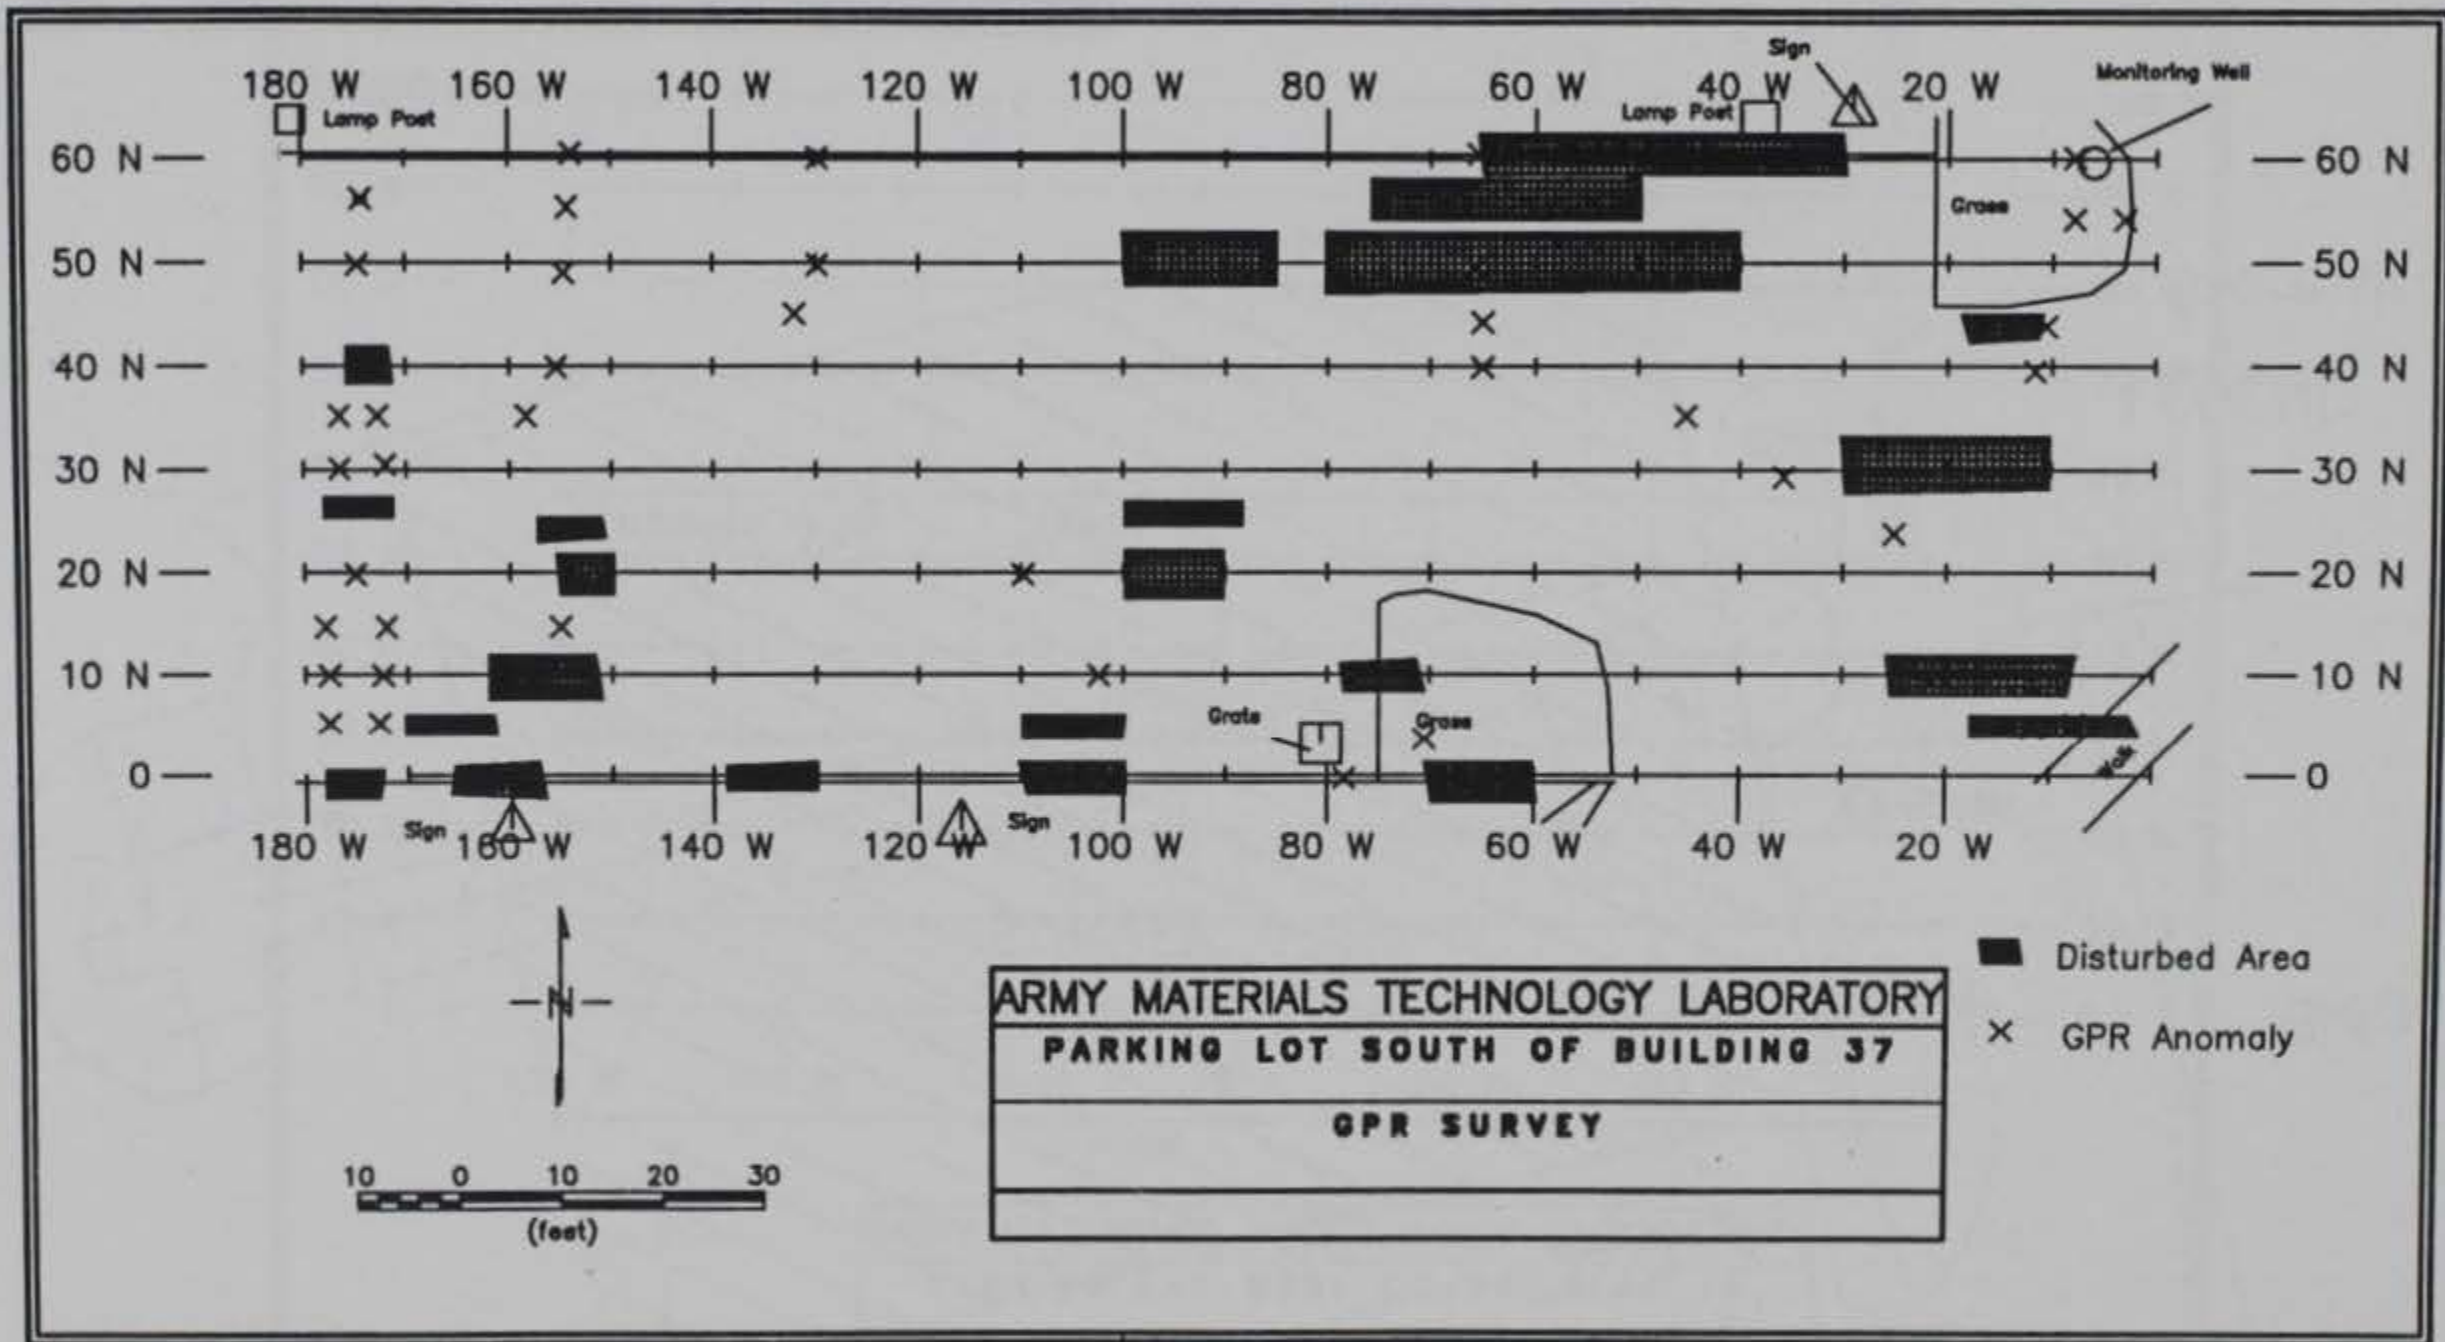 Sign
180 W 160 W 140 W 120 W 100 W 80 W 60 W 40 W 20 W Monitoring Well
Lamp Post Lamp Post
60 N 60 N
Grass
50 N 50 N
40 N 40 N
30 N 30 N
20 N 20 N
10 N 10 N
Grate Grass
0 Walk 0
Sign Sign
180 W 160 W 140 W 120 W 100 W 80 W 60 W 40 W 20 W
N
Disturbed Area
GPR Anomaly
ARMY MATERIALS TECHNOLOGY LABORATORY
PARKING LOT SOUTH OF BUILDING 37
GPR SURVEY
10 0 10 20 30
(feet)